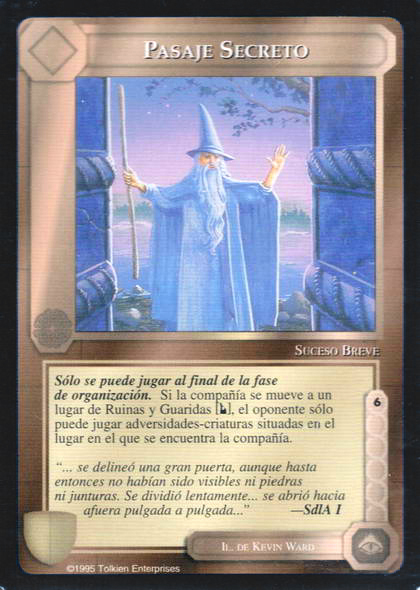 PASAJE SECRETO
SUCESO BREVE
Sólo se puede jugar al final de la fase
de organización. Si la compañía se mueve a un
lugar de Ruinas y Guaridas [], el oponente sólo
puede jugar adversidades-criaturas situadas en el
lugar en el que se encuentra la compañía.
6
“... se delineó una gran puerta, aunque hasta
entonces no habían sido visibles ni piedras
ni junturas. Se dividió lentamente... se abrió hacia
afuera pulgada a pulgada...” —SdlA I
IL. DE KEVIN WARD
©1995 Tolkien Enterprises